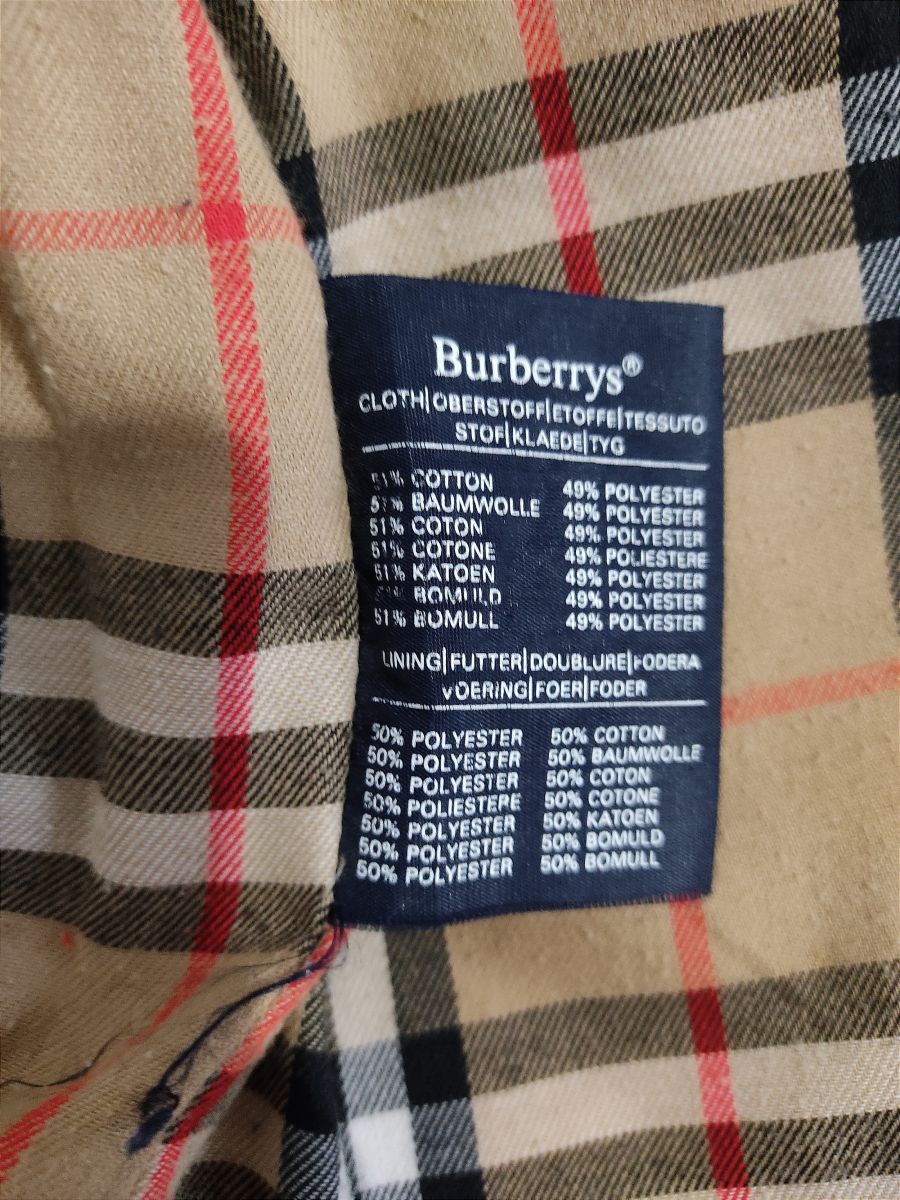 Burberrys®
CLOTH|OBERSTOFF|ETOFFE|TESSUTO
STOF|KLAEDE|TYG
51% COTTON 49% POLYESTER
51% BAUMWOLLE 49% POLYESTER
51% COTON 49% POLYESTER
51% COTONE 49% POLIESTERE
51% KATOEN 49% POLYESTER
51% BOMULD 49% POLYESTER
51% BOMULL 49% POLYESTER
LINING|FUTTER|DOUBLURE|FODERA
VOERING|FOER|FODER
50% POLYESTER 50% COTTON
50% POLYESTER 50% BAUMWOLLE
50% POLYESTER 50% COTON
50% POLIESTERE 50% COTONE
50% POLYESTER 50% KATOEN
50% POLYESTER 50% BOMULD
50% POLYESTER 50% BOMULL